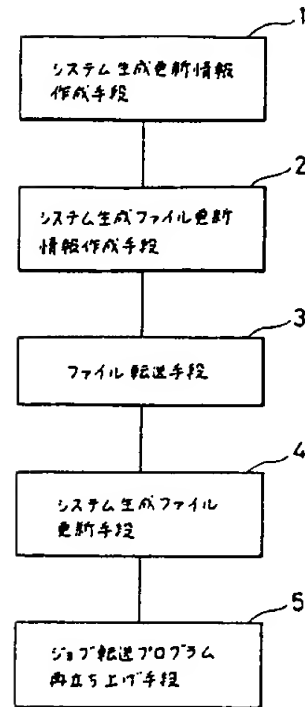 1
システム生成更新情報
作成手段
2
システム生成ファイル更新
情報作成手段
3
ファイル転送手段
4
システム生成ファイル
更新手段
5
ジョブ転送プログラム
再立ち上げ手段